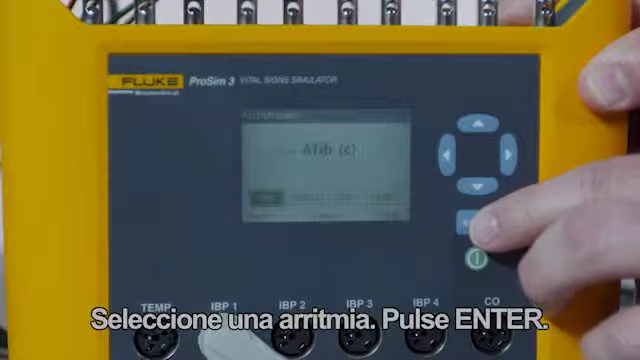 FLUKE
ProSim 3 VITAL SIGNS SIMULATOR
AFib (c)
TEMP IBP 1 IBP 2 IBP 3 IBP 4 CO
Seleccione una arritmia. Pulse ENTER.